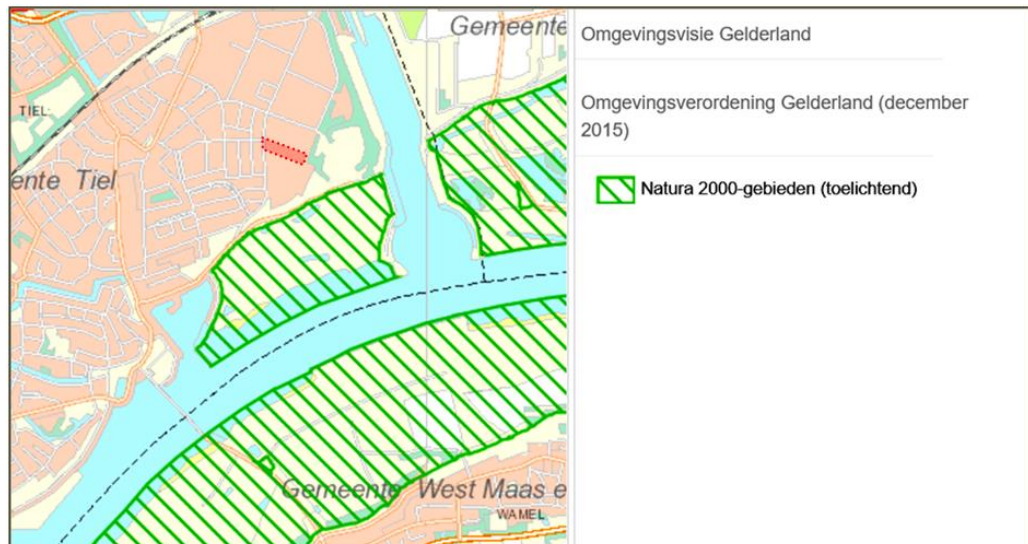 Gemeente
TIEL
ente Tiel
Gemeente West Maas e
WAMEL
Omgevingsvisie Gelderland
Omgevingsverordening Gelderland (december
2015)
Natura 2000-gebieden (toelichtend)